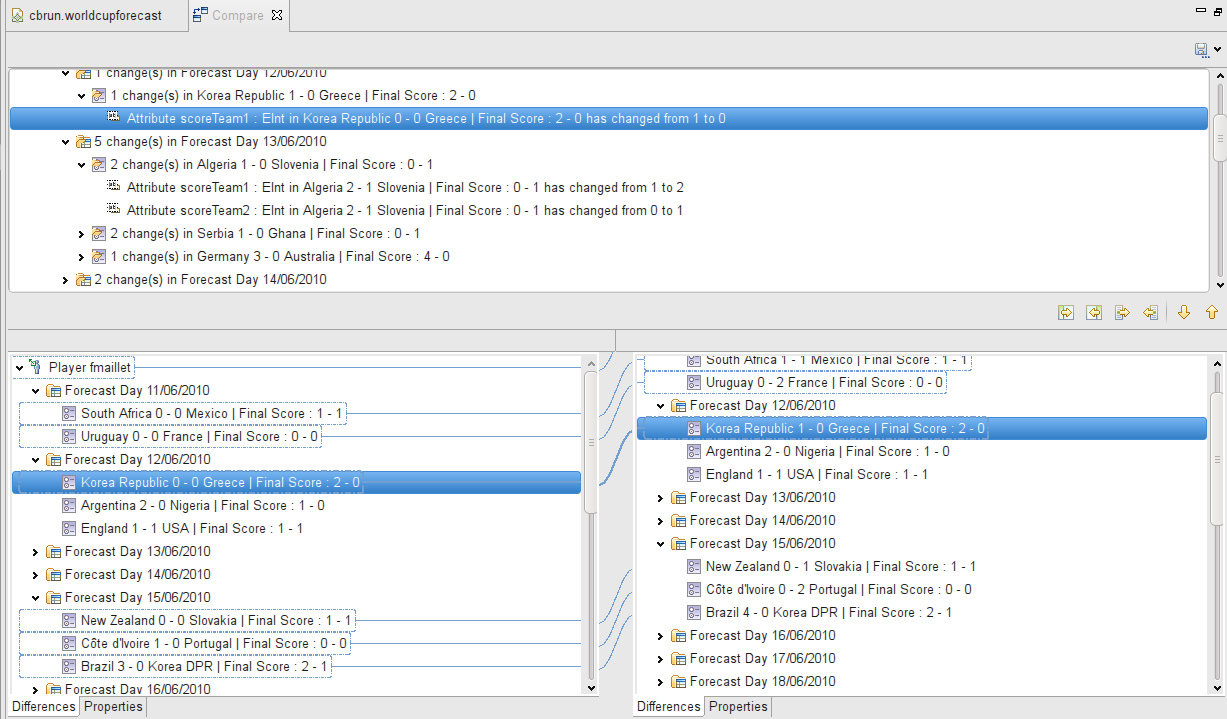 cbrun.worldcupforecast
Compare
1 change(s) in Forecast Day 12/06/2010
1 change(s) in Korea Republic 1 - 0 Greece | Final Score : 2 - 0
Attribute scoreTeam1 : EInt in Korea Republic 0 - 0 Greece | Final Score : 2 - 0 has changed from 1 to 0
5 change(s) in Forecast Day 13/06/2010
2 change(s) in Algeria 1 - 0 Slovenia | Final Score : 0 - 1
Attribute scoreTeam1 : EInt in Algeria 2 - 1 Slovenia | Final Score : 0 - 1 has changed from 1 to 2
Attribute scoreTeam2 : EInt in Algeria 2 - 1 Slovenia | Final Score : 0 - 1 has changed from 0 to 1
2 change(s) in Serbia 1 - 0 Ghana | Final Score : 0 - 1
1 change(s) in Germany 3 - 0 Australia | Final Score : 4 - 0
2 change(s) in Forecast Day 14/06/2010
Player fmaillet
Forecast Day 11/06/2010
South Africa 0 - 0 Mexico | Final Score : 1 - 1
Uruguay 0 - 0 France | Final Score : 0 - 0
Forecast Day 12/06/2010
Korea Republic 0 - 0 Greece | Final Score : 2 - 0
Argentina 2 - 0 Nigeria | Final Score : 1 - 0
England 1 - 1 USA | Final Score : 1 - 1
Forecast Day 13/06/2010
Forecast Day 14/06/2010
Forecast Day 15/06/2010
New Zealand 0 - 0 Slovakia | Final Score : 1 - 1
Côte d'Ivoire 1 - 0 Portugal | Final Score : 0 - 0
Brazil 3 - 0 Korea DPR | Final Score : 2 - 1
Forecast Day 16/06/2010
Differences
Properties
South Africa 1 - 1 Mexico | Final Score : 1 - 1
Uruguay 0 - 2 France | Final Score : 0 - 0
Forecast Day 12/06/2010
Korea Republic 1 - 0 Greece | Final Score : 2 - 0
Argentina 2 - 0 Nigeria | Final Score : 1 - 0
England 1 - 1 USA | Final Score : 1 - 1
Forecast Day 13/06/2010
Forecast Day 14/06/2010
Forecast Day 15/06/2010
New Zealand 0 - 1 Slovakia | Final Score : 1 - 1
Côte d'Ivoire 0 - 2 Portugal | Final Score : 0 - 0
Brazil 4 - 0 Korea DPR | Final Score : 2 - 1
Forecast Day 16/06/2010
Forecast Day 17/06/2010
Forecast Day 18/06/2010
Differences
Properties